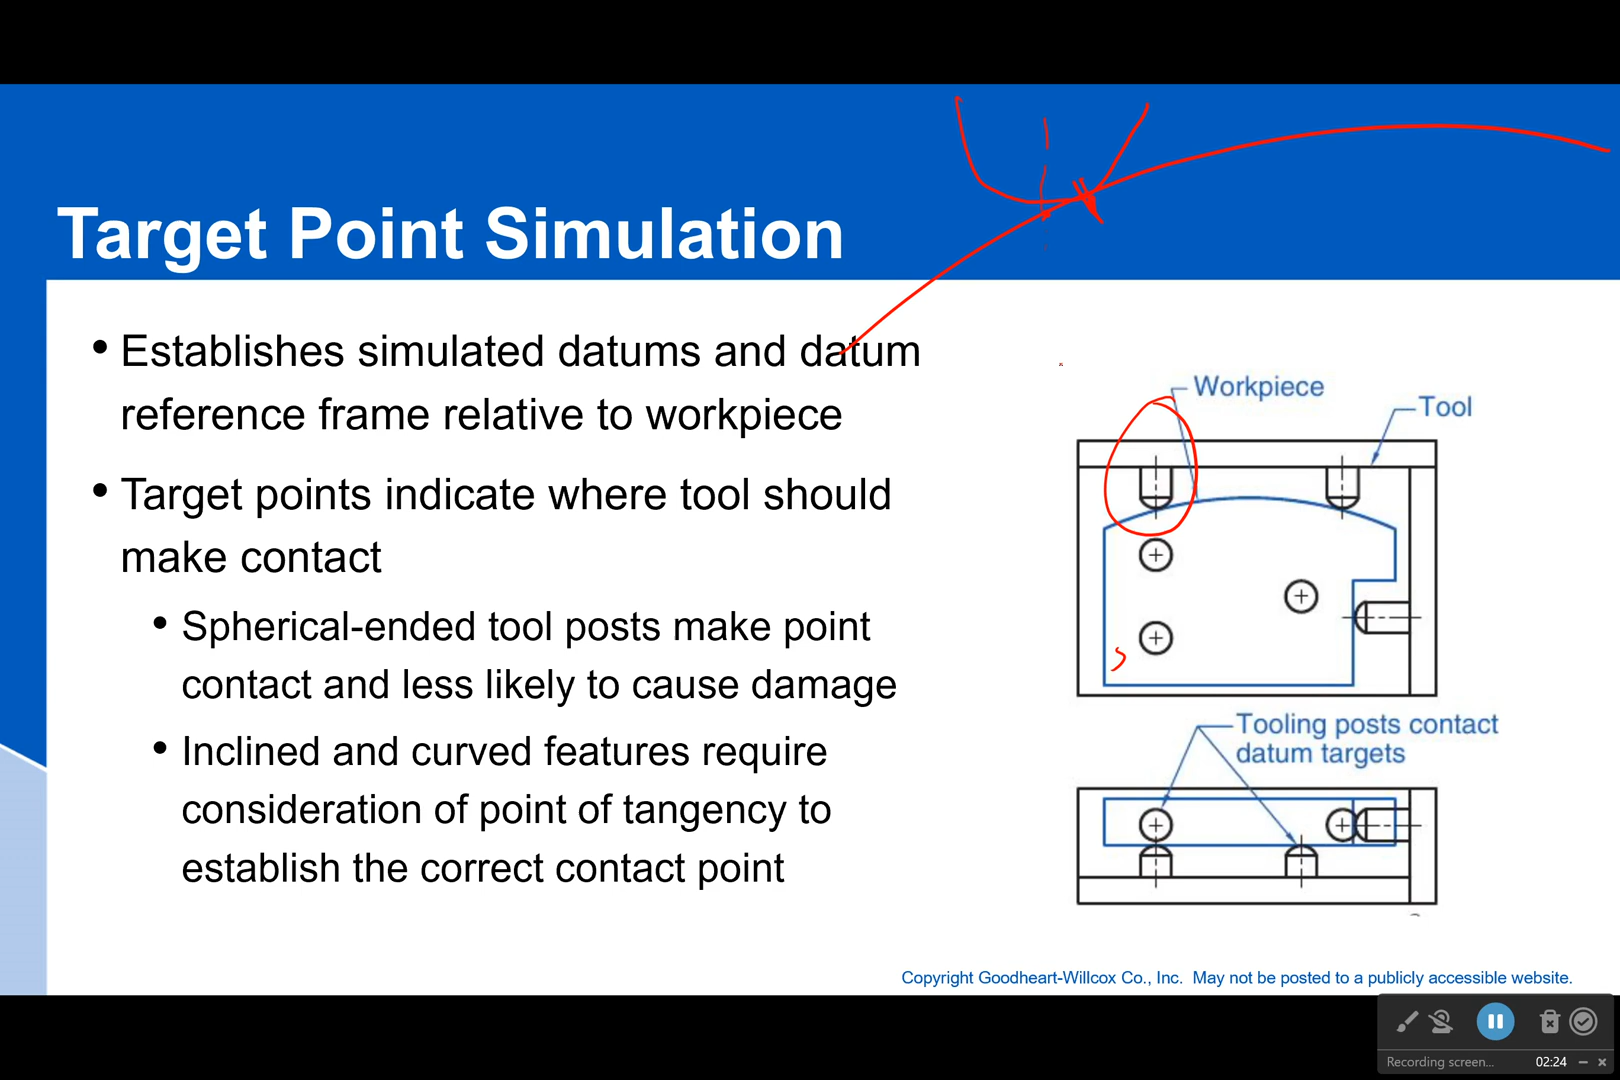 Target Point Simulation
• Establishes simulated datums and datum
reference frame relative to workpiece
• Target points indicate where tool should
make contact
• Spherical-ended tool posts make point
contact and less likely to cause damage
• Inclined and curved features require
consideration of point of tangency to
establish the correct contact point
Workpiece
Tool
Tooling posts contact
datum targets
Copyright Goodheart-Willcox Co., Inc. May not be posted to a publicly accessible website.
Recording screen... 02:24